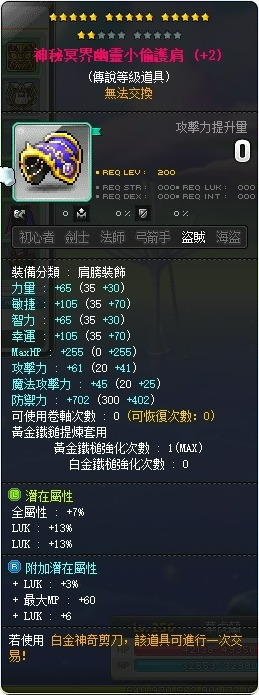 神秘冥界幽靈小偷護肩 (+2)
(傳說等級道具)
無法交換
攻擊力提升量
0
REQ LEV : 200
REQ STR : 000 REQ LUK : 000
REQ DEX : 000 REQ INT : 000
0 % 0 % 0 %
初心者 劍士 法師 弓箭手 盜賊 海盜
裝備分類 : 肩膀裝飾
力量 : +65 (35 +30)
敏捷 : +105 (35 +70)
智力 : +65 (35 +30)
幸運 : +105 (35 +70)
MaxHP : +255 (0 +255)
攻擊力 : +61 (20 +41)
魔法攻擊力 : +45 (20 +25)
防禦力 : +702 (300 +402)
可使用卷軸次數 : 0 (可恢復次數: 0)
黃金鐵鎚提煉套用
黃金鐵鎚強化次數 : 1(MAX)
白金鎚強化次數 : 0
潛在屬性
全屬性 : +7%
LUK : +13%
LUK : +13%
附加潛在屬性
+ LUK : +3%
+ 最大MP : +60
+ LUK : +6
若使用 白金神奇剪刀，該道具可進行一次交
易!